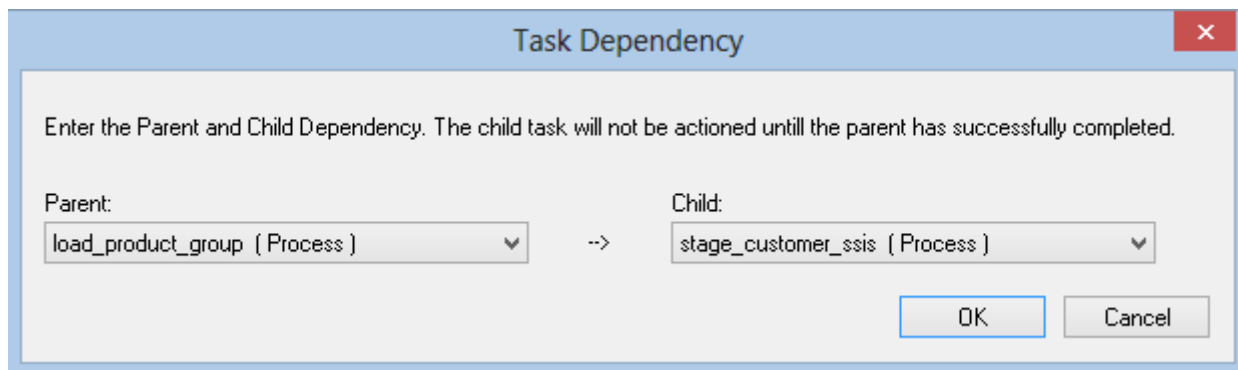 Task Dependency
Enter the Parent and Child Dependency. The child task will not be actioned untill the parent has successfully completed.
Parent:
Child:
load_product_group ( Process )
-->
stage_customer_ssis ( Process )
OK
Cancel